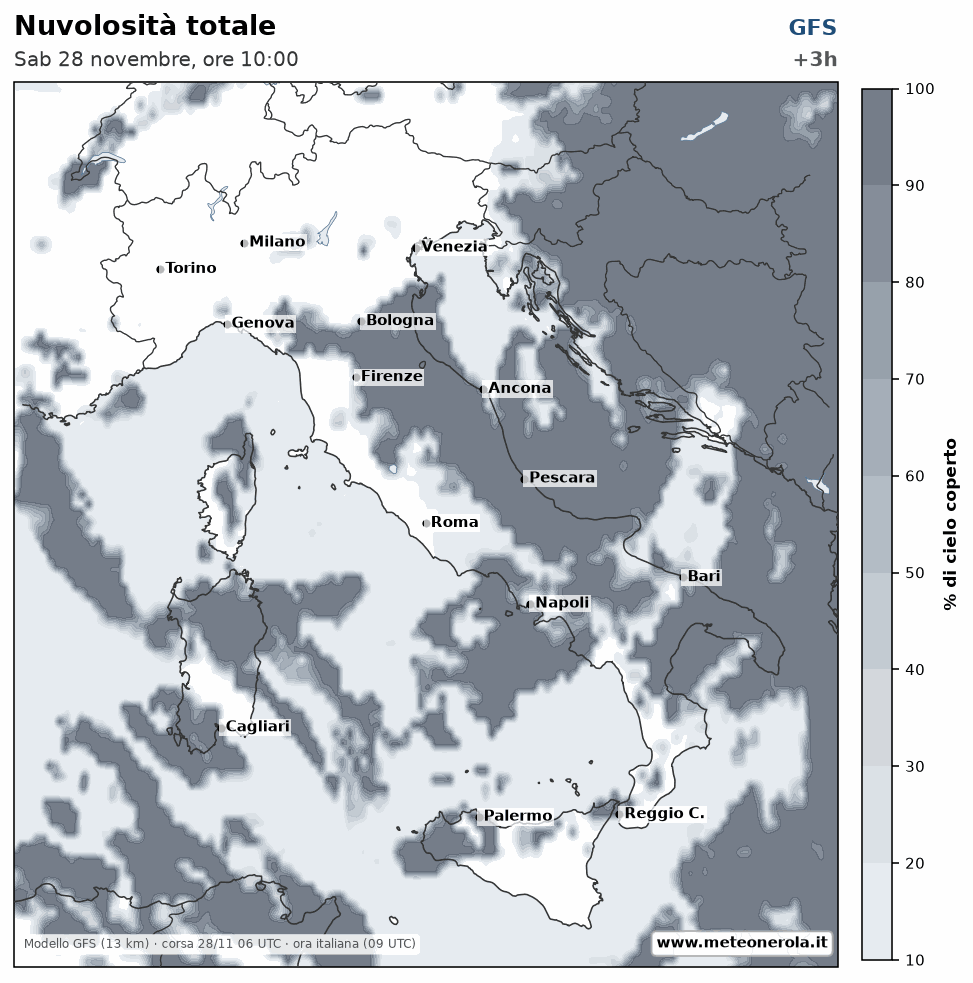 Nuvolosità totale
GFS
Sab 28 novembre, ore 10:00
+3h
100
90
80
70
60
50
40
30
20
10
% di cielo coperto
Milano
Venezia
Torino
Genova
Bologna
Firenze
Ancona
Pescara
Roma
Bari
Napoli
Cagliari
Palermo
Reggio C.
Modello GFS (13 km) · corsa 28/11 06 UTC · ora italiana (09 UTC)
www.meteonerola.it